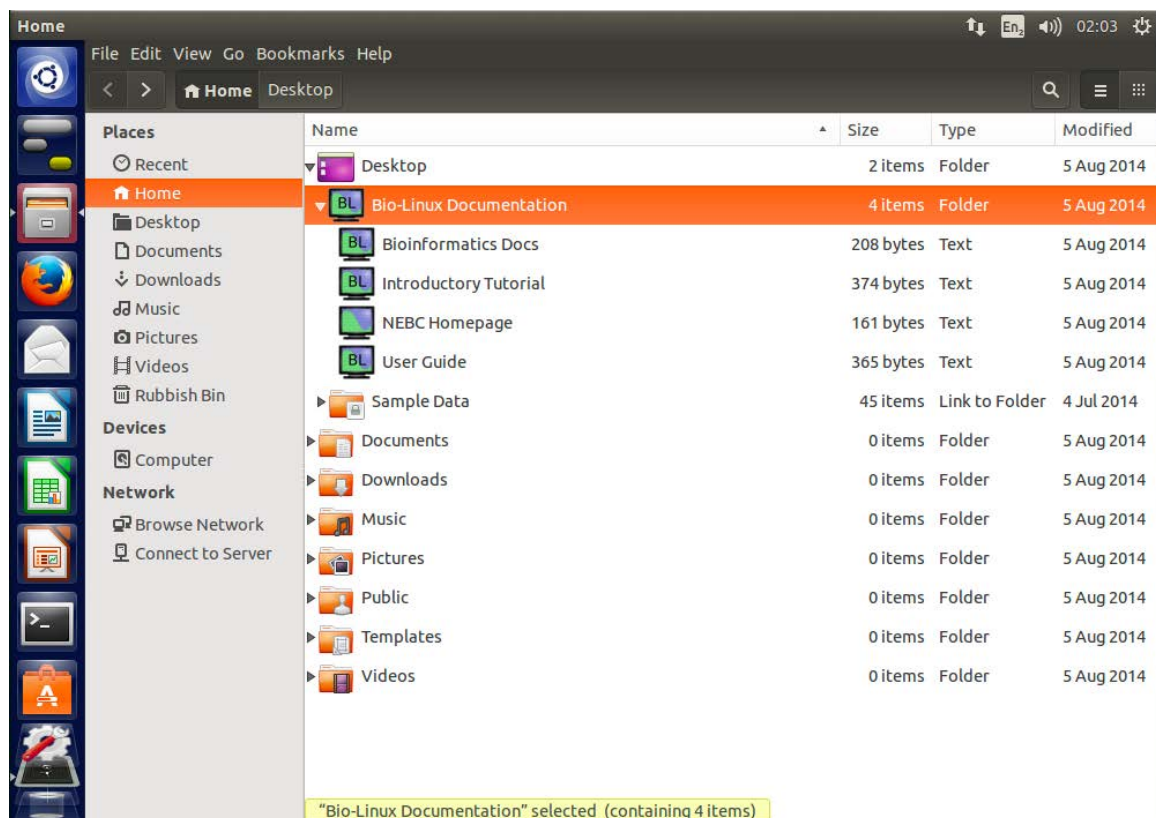 Home En₂ 02:03
File Edit View Go Bookmarks Help
< > Home Desktop
Places
Recent
Home
Desktop
Documents
Downloads
Music
Pictures
Videos
Rubbish Bin
Devices
Computer
Network
Browse Network
Connect to Server
Name Size Type Modified
Desktop 2 items Folder 5 Aug 2014
BL Bio-Linux Documentation 4 items Folder 5 Aug 2014
BL Bioinformatics Docs 208 bytes Text 5 Aug 2014
BL Introductory Tutorial 374 bytes Text 5 Aug 2014
NEBC Homepage 161 bytes Text 5 Aug 2014
BL User Guide 365 bytes Text 5 Aug 2014
Sample Data 45 items Link to Folder 4 Jul 2014
Documents 0 items Folder 5 Aug 2014
Downloads 0 items Folder 5 Aug 2014
Music 0 items Folder 5 Aug 2014
Pictures 0 items Folder 5 Aug 2014
Public 0 items Folder 5 Aug 2014
Templates 0 items Folder 5 Aug 2014
Videos 0 items Folder 5 Aug 2014
"Bio-Linux Documentation" selected (containing 4 items)